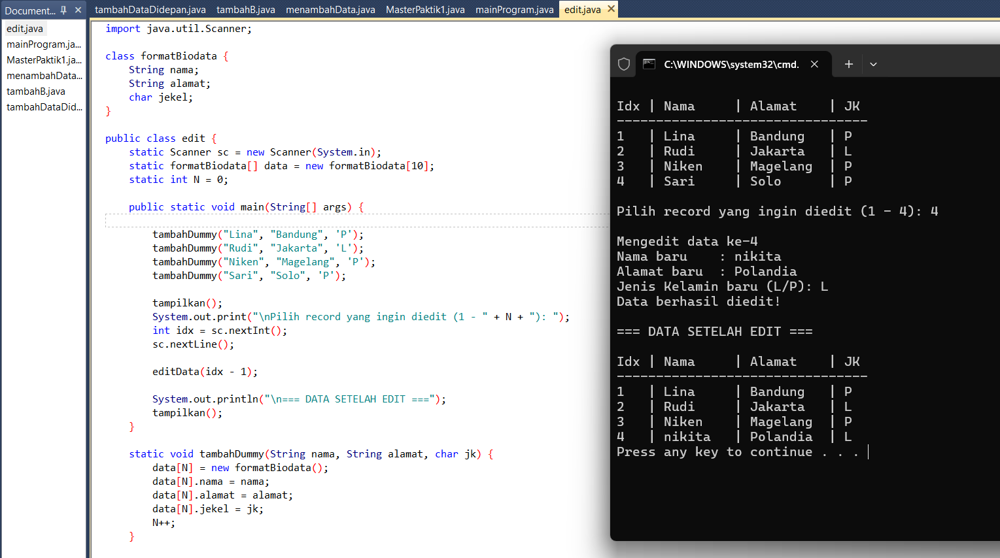 Document...
edit.java
mainProgram.ja...
MasterPaktik1.ja...
menambahData...
tambahB.java
tambahDataDid...
tambahDataDidepan.java tambahB.java menambahData.java MasterPaktik1.java mainProgram.java edit.java
import java.util.Scanner;
class formatBiodata {
String nama;
String alamat;
char jekel;
}
public class edit {
static Scanner sc = new Scanner(System.in);
static formatBiodata[] data = new formatBiodata[10];
static int N = 0;
public static void main(String[] args) {
tambahDummy("Lina", "Bandung", 'P');
tambahDummy("Rudi", "Jakarta", 'L');
tambahDummy("Niken", "Magelang", 'P');
tambahDummy("Sari", "Solo", 'P');
tampilkan();
System.out.print("\nPilih record yang ingin diedit (1 - " + N + "): ");
int idx = sc.nextInt();
sc.nextLine();
editData(idx - 1);
System.out.println("\n=== DATA SETELAH EDIT ===");
tampilkan();
}
static void tambahDummy(String nama, String alamat, char jk) {
data[N] = new formatBiodata();
data[N].nama = nama;
data[N].alamat = alamat;
data[N].jekel = jk;
N++;
}
C:\WINDOWS\system32\cmd.
Idx | Nama | Alamat | JK
--------------------------------
1 | Lina | Bandung | P
2 | Rudi | Jakarta | L
3 | Niken | Magelang | P
4 | Sari | Solo | P
Pilih record yang ingin diedit (1 - 4): 4
Mengedit data ke-4
Nama baru : nikita
Alamat baru : Polandia
Jenis Kelamin baru (L/P): L
Data berhasil diedit!
=== DATA SETELAH EDIT ===
Idx | Nama | Alamat | JK
--------------------------------
1 | Lina | Bandung | P
2 | Rudi | Jakarta | L
3 | Niken | Magelang | P
4 | nikita | Polandia | L
Press any key to continue . . .